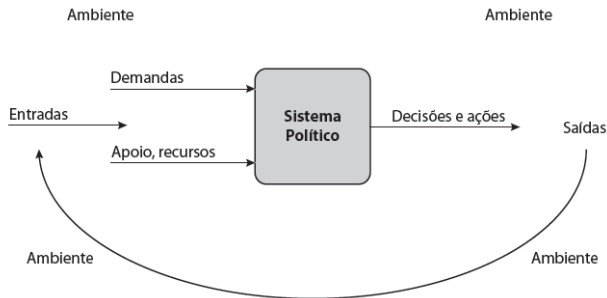 Ambiente
Ambiente
Demandas
Entradas
Sistema
Político
Decisões e ações
Saídas
Apoio, recursos
Ambiente
Ambiente